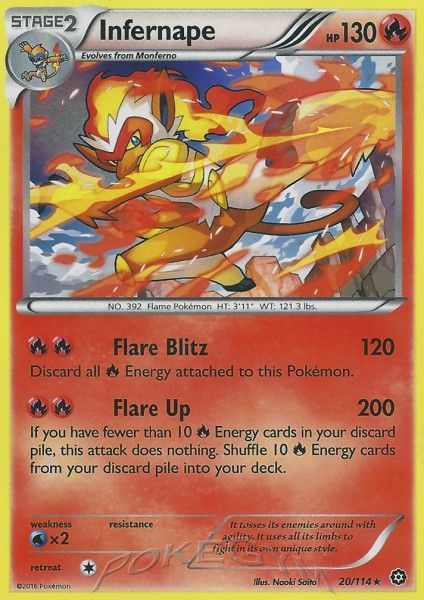 STAGE2 Infernape HP 130
Evolves from Monferno
NO. 392 Flame Pokémon HT: 3'11" WT: 121.3 lbs.
Flare Blitz 120
Discard all Energy attached to this Pokémon.
Flare Up 200
If you have fewer than 10 Energy cards in your discard
pile, this attack does nothing. Shuffle 10 Energy cards
from your discard pile into your deck.
weakness resistance
×2
It tosses its enemies around with
agility. It uses all its limbs to
fight in its own unique style.
retreat
©2016 Pokémon Illus. Naoki Saito 20/114★